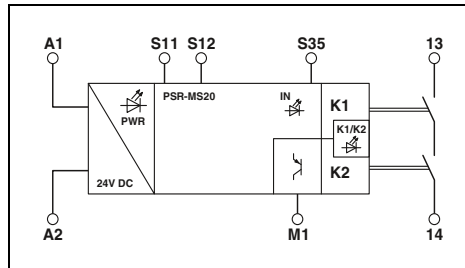 A1 S11 S12 S35 13
PSR-MS20 IN K1
PWR K1/K2
24V DC K2
A2 M1 14